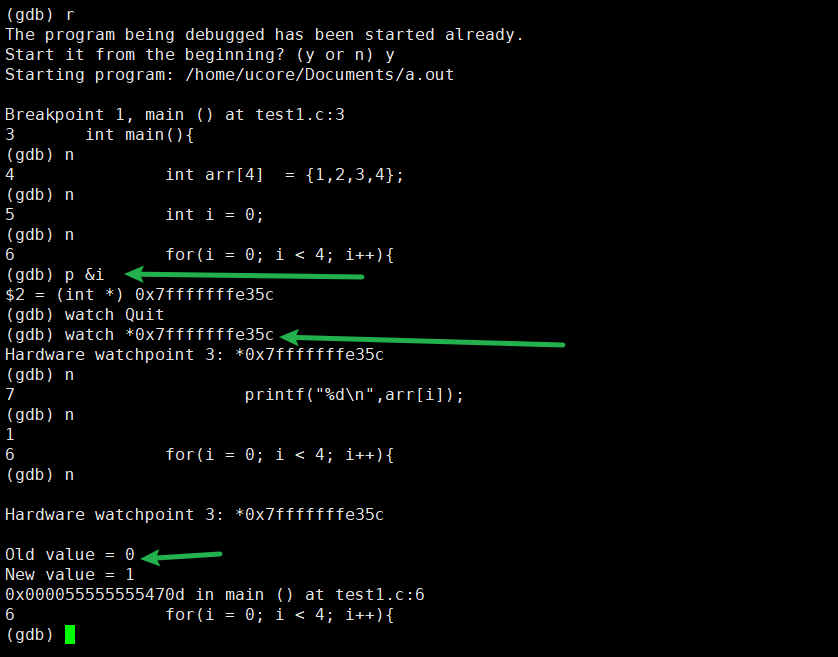 (gdb) r
The program being debugged has been started already.
Start it from the beginning? (y or n) y
Starting program: /home/ucore/Documents/a.out
Breakpoint 1, main () at test1.c:3
3       int main(){
(gdb) n
4               int arr[4]  = {1,2,3,4};
(gdb) n
5               int i = 0;
(gdb) n
6               for(i = 0; i < 4; i++){
(gdb) p &i
$2 = (int *) 0x7fffffffe35c
(gdb) watch Quit
(gdb) watch *0x7fffffffe35c
Hardware watchpoint 3: *0x7fffffffe35c
(gdb) n
7                       printf("%d\n",arr[i]);
(gdb) n
1
6               for(i = 0; i < 4; i++){
(gdb) n
Hardware watchpoint 3: *0x7fffffffe35c
Old value = 0
New value = 1
0x000055555555470d in main () at test1.c:6
6               for(i = 0; i < 4; i++){
(gdb)